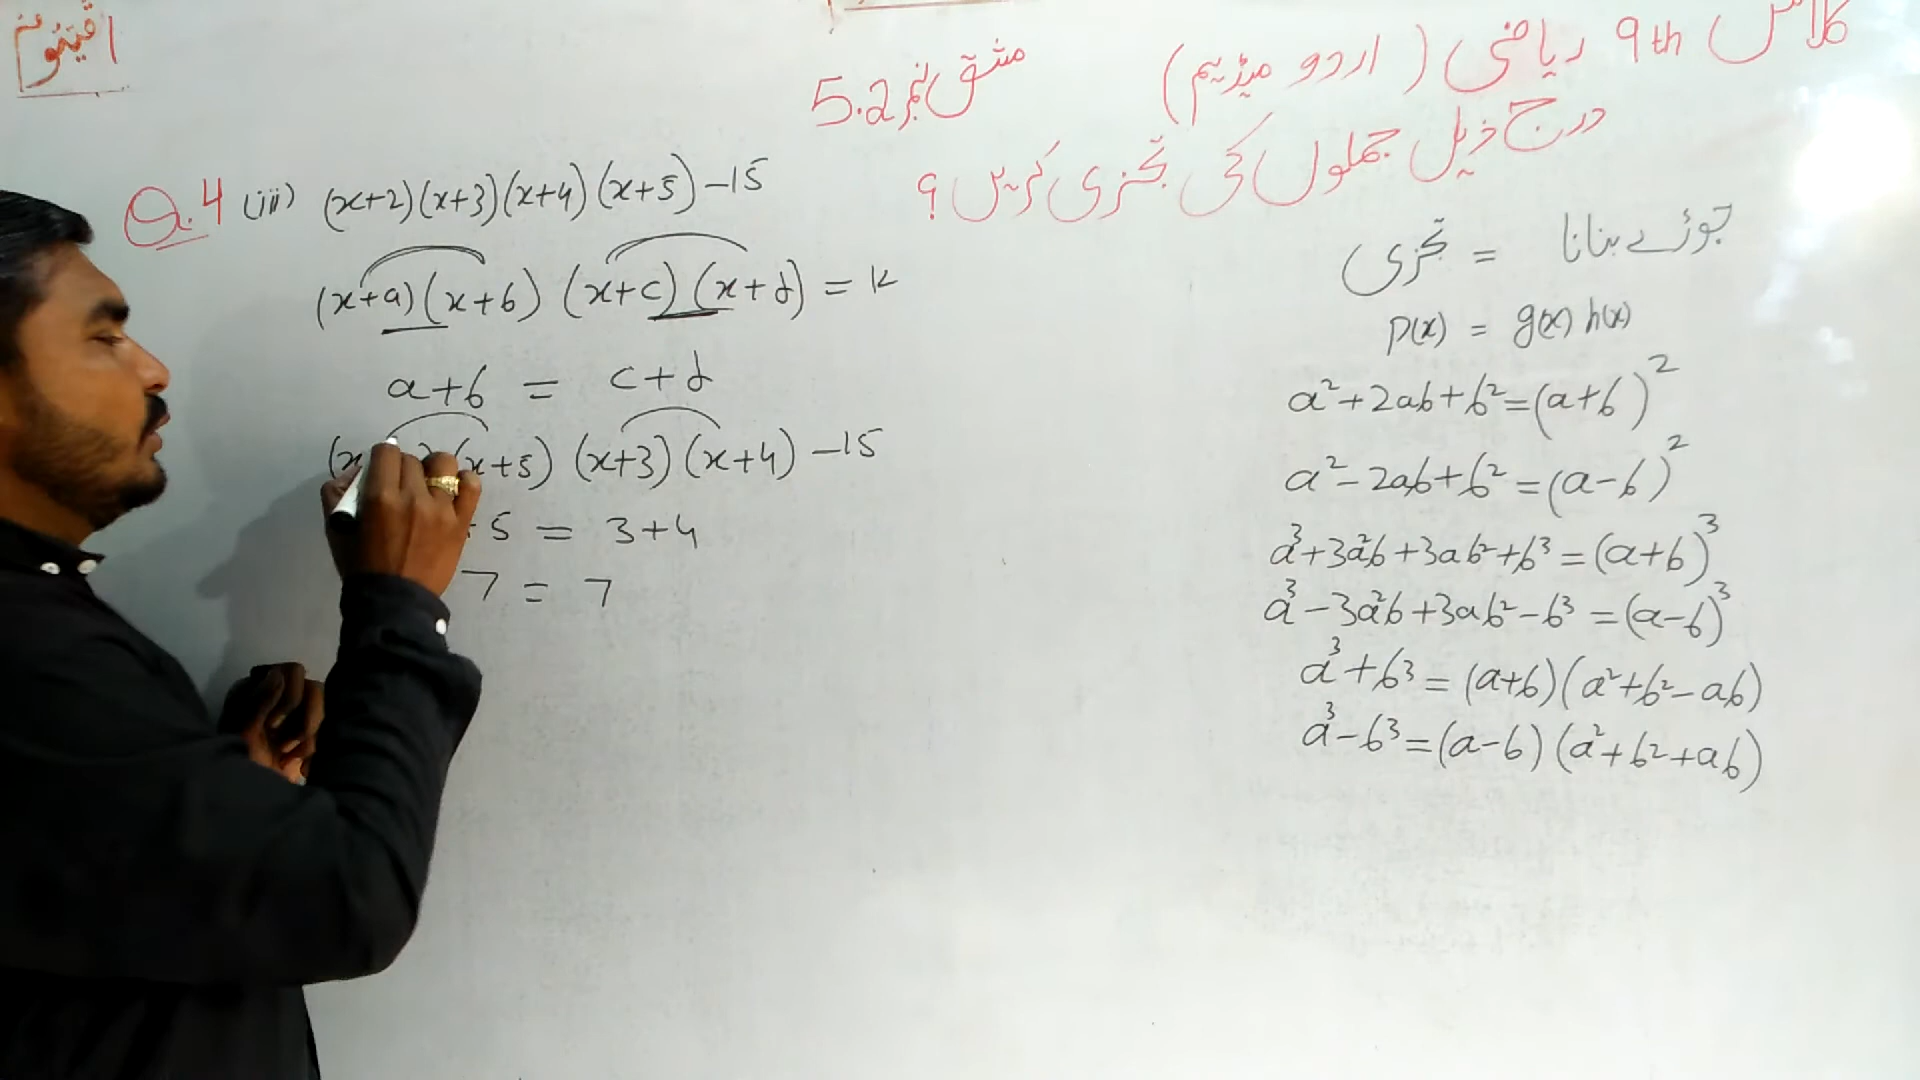 کلاس 9th ریاضی (اردو میڈیم) مشق نمبر 5.2
درج ذیل جملوں کی تجزی کریں؟
Q.4 (iii) (x+2)(x+3)(x+4)(x+5)-15
(x+a)(x+b) (x+c)(x+d) = k
a+b = c+d
(x+5) (x+3)(x+4) -15
+5 = 3+4
7 = 7
جوڑے بنانا = تجزی
p(x) = g(x) h(x)
a²+2ab+b²=(a+b)²
a²-2ab+b²=(a-b)²
a³+3a²b+3ab²+b³=(a+b)³
a³-3a²b+3ab²-b³=(a-b)³
a³+b³=(a+b)(a²+b²-ab)
a³-b³=(a-b)(a²+b²+ab)